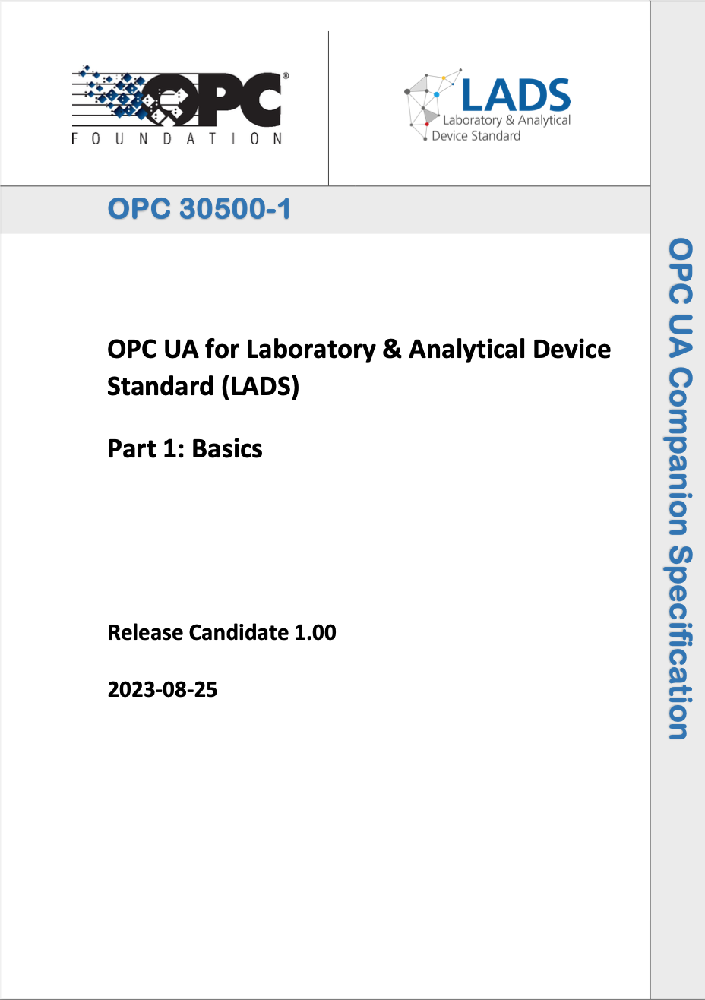 OPC®
FOUNDATION
LADS
Laboratory & Analytical
Device Standard
OPC 30500-1
OPC UA for Laboratory & Analytical Device
Standard (LADS)
Part 1: Basics
Release Candidate 1.00
2023-08-25
OPC UA Companion Specification